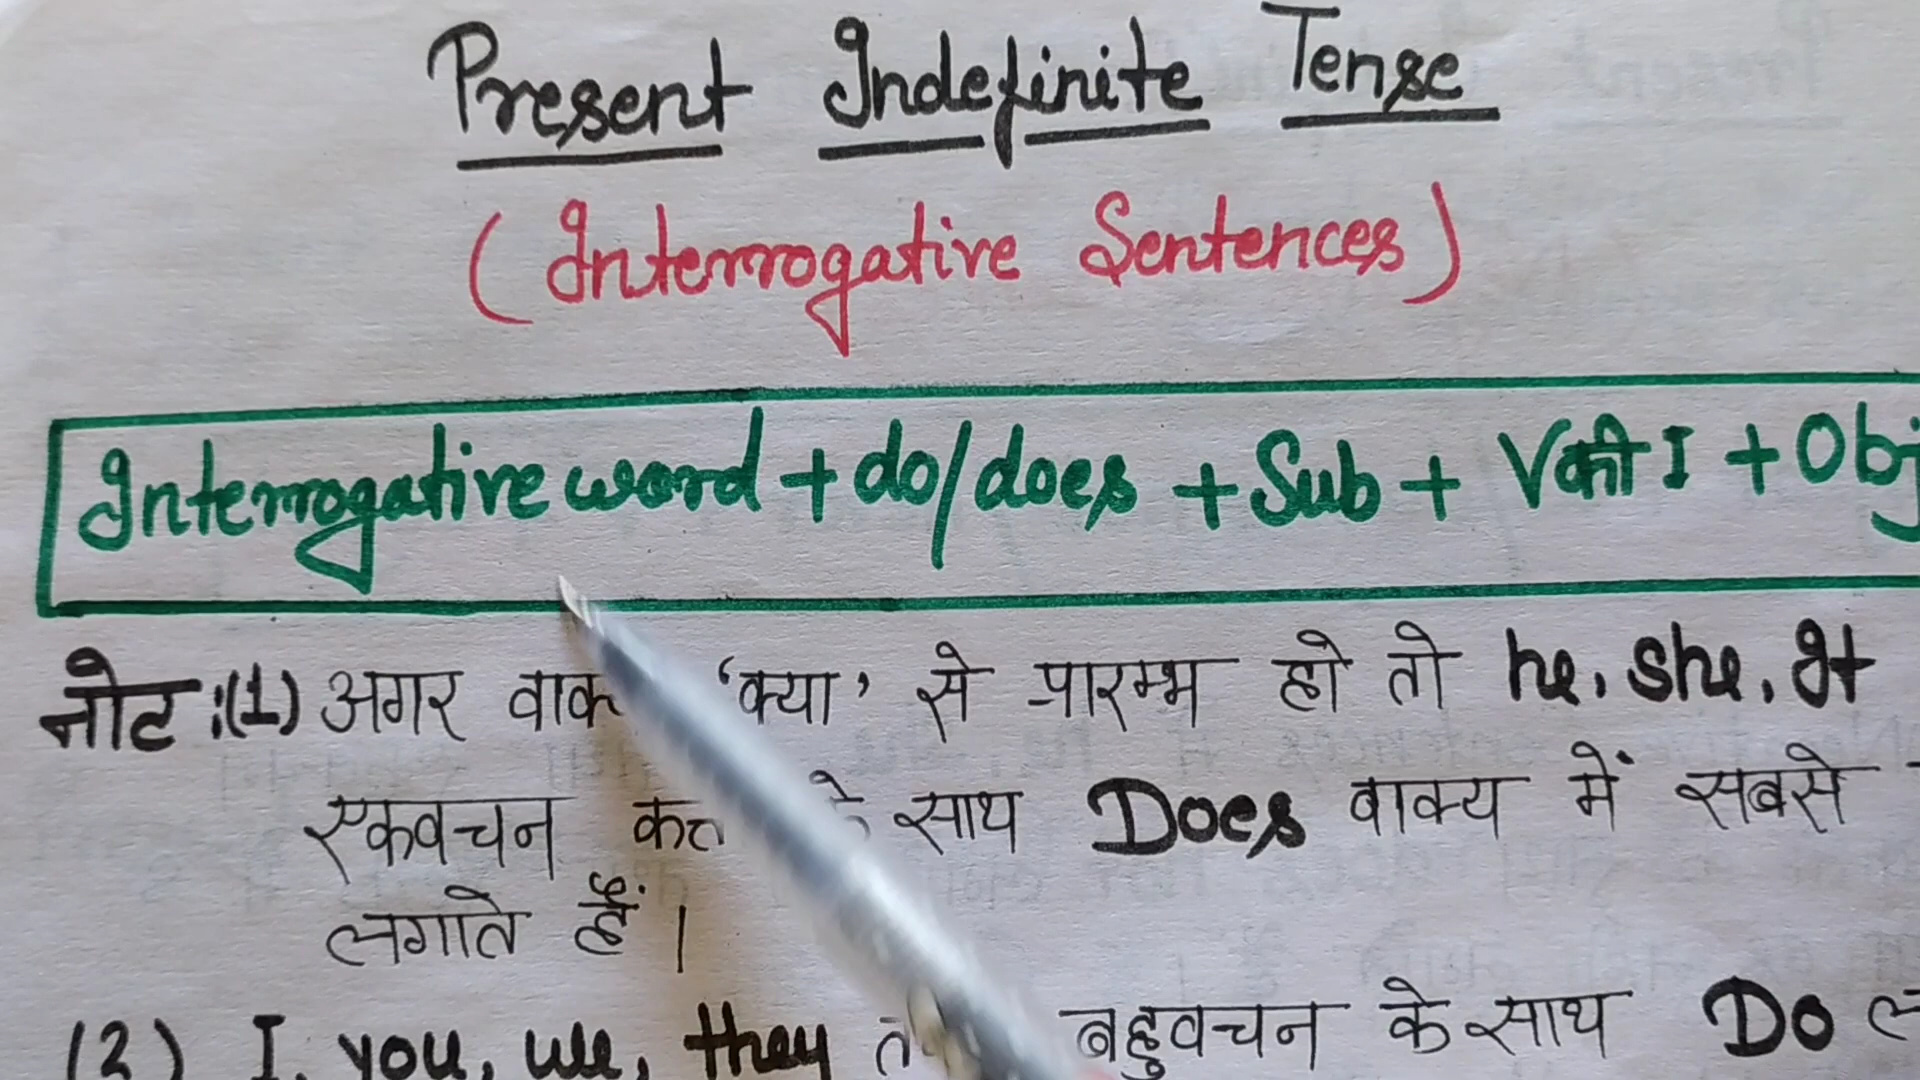 Present Indefinite Tense
(Interrogative Sentences)
Interrogative word + do/does + Sub + V की I + Obj
नोट :(1) अगर 'क्या' से प्रारम्भ हो तो he, she, It
एकवचन साथ Does वाक्य में सबसे
लगाते हैं।
(2) I, you, we, they बहुवचन के साथ Do